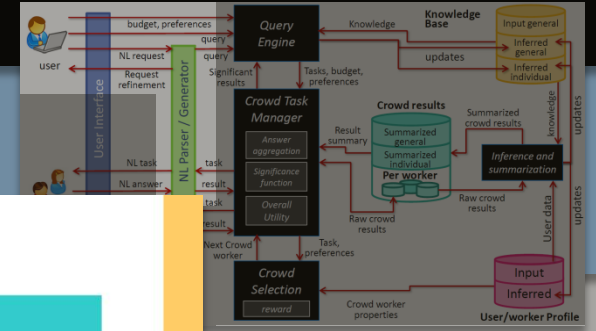 budget, preferences
query
NL request
query
Request
refinement
user
User Interface
NL Parser / Generator
Query
Engine
Knowledge
Knowledge
Base
updates
Input general
Inferred
general
Inferred
individual
Significant
results
Tasks, budget,
preferences
Crowd Task
Manager
Answer
aggregation
Significance
function
Overall
Utility
Result
summary
Crowd results
Summarized
general
Summarized
individual
Per worker
Summarized
crowd results
knowledge
updates
Inference and
summarization
NL task
task
NL answer
result
task
result
Raw crowd
results
Raw crowd
results
User data
updates
Next Crowd
worker
Task,
preferences
Crowd
Selection
reward
Crowd worker
properties
Input
Inferred
User/worker Profile